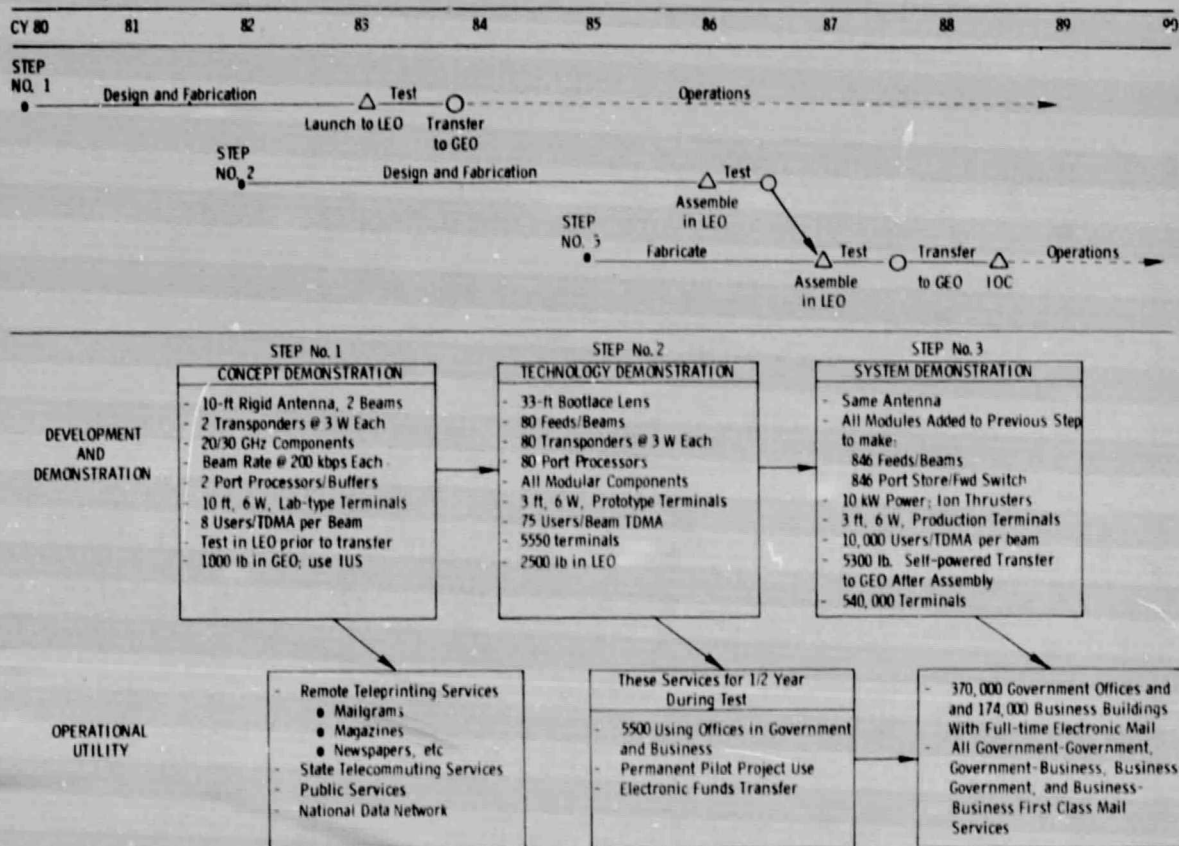 CY 80 81 82 83 84 85 86 87 88 89 90
STEP
NO. 1
Design and Fabrication Test Operations
Launch to LEO Transfer
to GEO
STEP
NO. 2
Design and Fabrication Test
Assemble
in LEO
STEP
NO. 3
Fabricate Test Transfer Operations
Assemble
in LEO
to GEO IOC
DEVELOPMENT
AND
DEMONSTRATION
STEP No. 1
CONCEPT DEMONSTRATION
- 10-ft Rigid Antenna, 2 Beams
- 2 Transponders @ 3 W Each
- 20/30 GHz Components
- Beam Rate @ 200 kbps Each
- 2 Port Processors/Buffers
- 10 ft, 6 W, Lab-type Terminals
- 8 Users/TDMA per Beam
- Test in LEO prior to transfer
- 1000 lb in GEO; use IUS
STEP No. 2
TECHNOLOGY DEMONSTRATION
- 33-ft Bootlace Lens
- 80 Feeds/Beams
- 80 Transponders @ 3 W Each
- 80 Port Processors
- All Modular Components
- 3 ft, 6 W, Prototype Terminals
- 75 Users/Beam TDMA
- 5550 terminals
- 2500 lb in LEO
STEP No. 3
SYSTEM DEMONSTRATION
- Same Antenna
- All Modules Added to Previous Step
to make:
846 Feeds/Beams
846 Port Store/Fwd Switch
- 10 kW Power; Ion Thrusters
- 3 ft, 6 W, Production Terminals
- 10,000 Users/TDMA per beam
- 5300 lb. Self-powered Transfer
to GEO After Assembly
- 540,000 Terminals
OPERATIONAL
UTILITY
- Remote Teleprinting Services
• Mailgrams
• Magazines
• Newspapers, etc
- State Telecommuting Services
- Public Services
- National Data Network
These Services for 1/2 Year
During Test
- 5500 Using Offices in Government
and Business
- Permanent Pilot Project Use
- Electronic Funds Transfer
- 370,000 Government Offices and
and 174,000 Business Buildings
With Full-time Electronic Mail
- All Government-Government,
Government-Business, Business
Government, and Business-
Business First Class Mail
Services